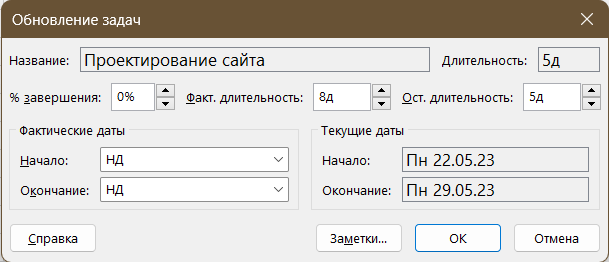 Обновление задач
Название: Проектирование сайта Длительность: 5д
% завершения: 0% Факт. длительность: 8д Ост. длительность: 5д
Фактические даты Текущие даты
Начало: НД Начало: Пн 22.05.23
Окончание: НД Окончание: Пн 29.05.23
Справка Заметки... ОК Отмена